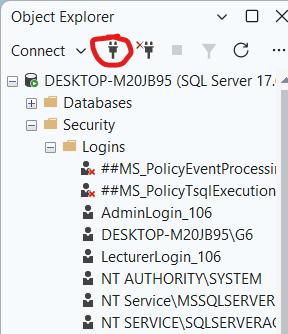 Object Explorer
Connect
DESKTOP-M20JB95 (SQL Server 17.
Databases
Security
Logins
##MS_PolicyEventProcessin
##MS_PolicyTsqlExecution
AdminLogin_106
DESKTOP-M20JB95\G6
LecturerLogin_106
NT AUTHORITY\SYSTEM
NT Service\MSSQLSERVER
NT SERVICE\SQLSERVERAG